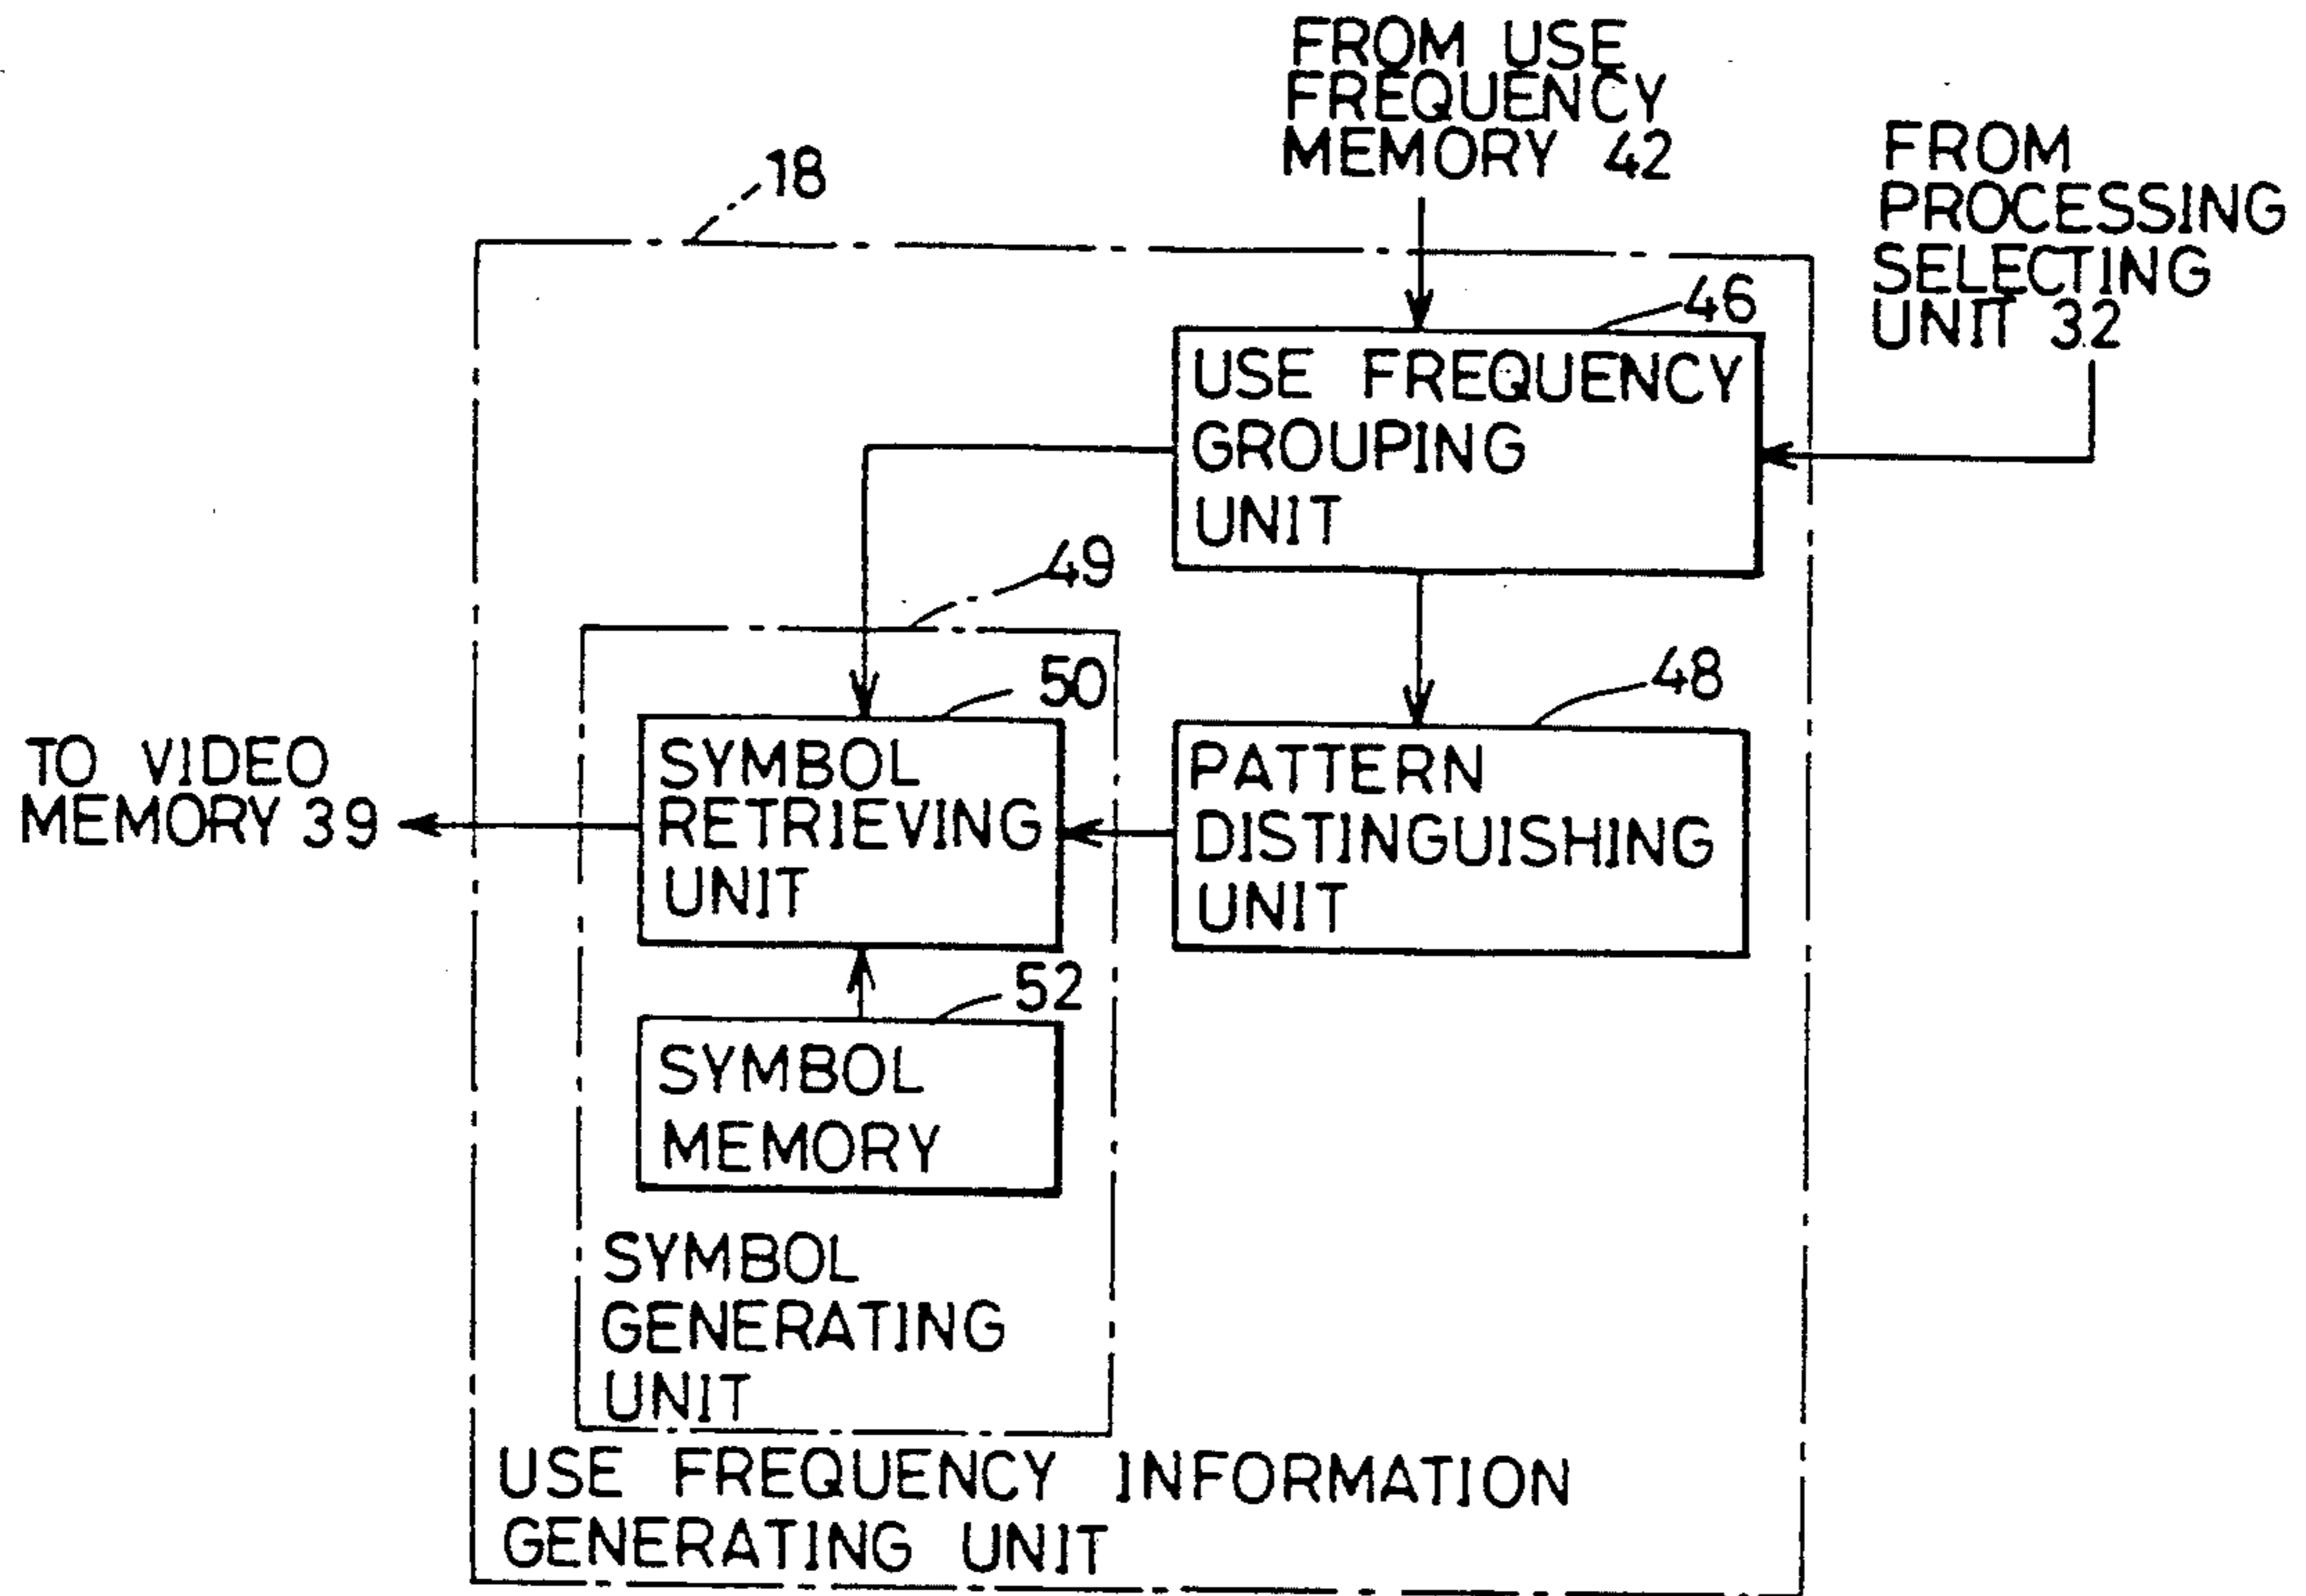 FROM USE
FREQUENCY
MEMORY 42
FROM
PROCESSING
SELECTING
UNIT 32
18
46
USE FREQUENCY
GROUPING
UNIT
49
50
48
TO VIDEO
MEMORY 39
SYMBOL
RETRIEVING
UNIT
PATTERN
DISTINGUISHING
UNIT
52
SYMBOL
MEMORY
SYMBOL
GENERATING
UNIT
USE FREQUENCY INFORMATION
GENERATING UNIT